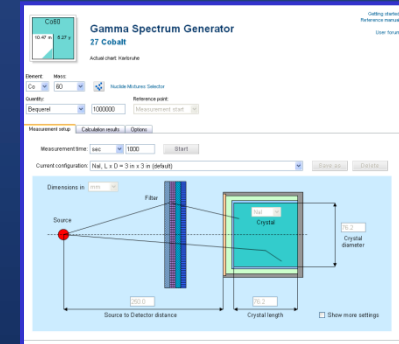 Co60
10.47 m 5.27 y
Gamma Spectrum Generator
27 Cobalt
Actual chart: Karlsruhe
Getting started
Reference manual
User forum
Element: Mass:
Co 60 Nuclide Mixtures Selector
Quantity: Reference point:
Bequerel 1000000 Measurement start
Measurement setup Calculation results Options
Measurement time: sec 1000 Start
Current configuration: NaI, L x D = 3 in x 3 in (default) Save as Delete
Dimensions in mm
Filter
Source
NaI
Crystal
76.2
Crystal
diameter
250.0
Source to Detector distance
76.2
Crystal length
Show more settings